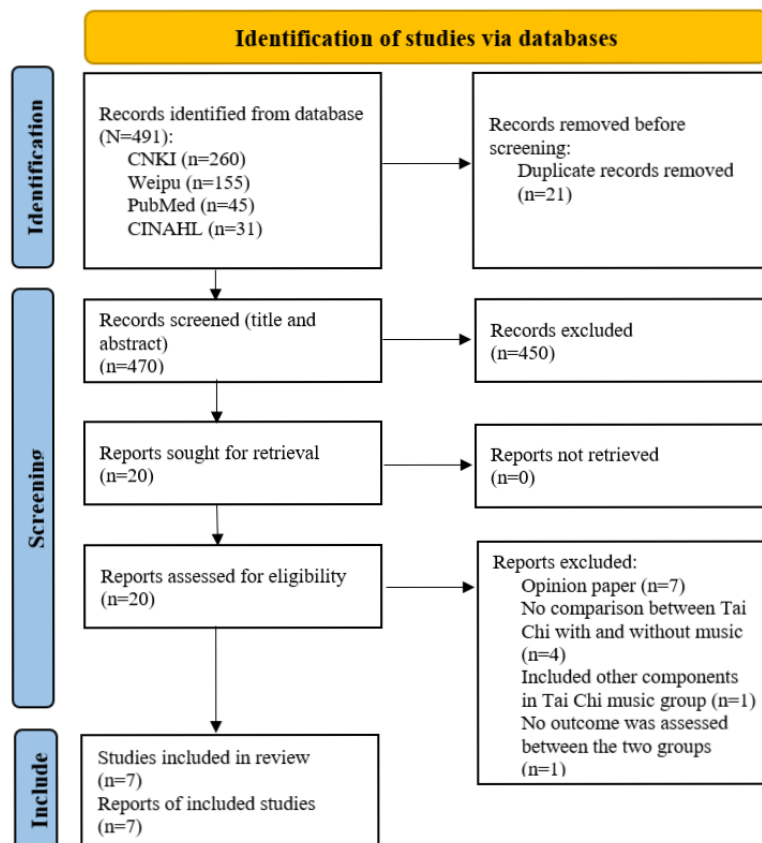 Identification of studies via databases
Identification
Records identified from database
(N=491):
CNKI (n=260)
Weipu (n=155)
PubMed (n=45)
CINAHL (n=31)
Records removed before
screening:
Duplicate records removed
(n=21)
Screening
Records screened (title and
abstract)
(n=470)
Records excluded
(n=450)
Reports sought for retrieval
(n=20)
Reports not retrieved
(n=0)
Reports assessed for eligibility
(n=20)
Reports excluded:
Opinion paper (n=7)
No comparison between Tai
Chi with and without music
(n=4)
Included other components
in Tai Chi music group (n=1)
No outcome was assessed
between the two groups
(n=1)
Include
Studies included in review
(n=7)
Reports of included studies
(n=7)